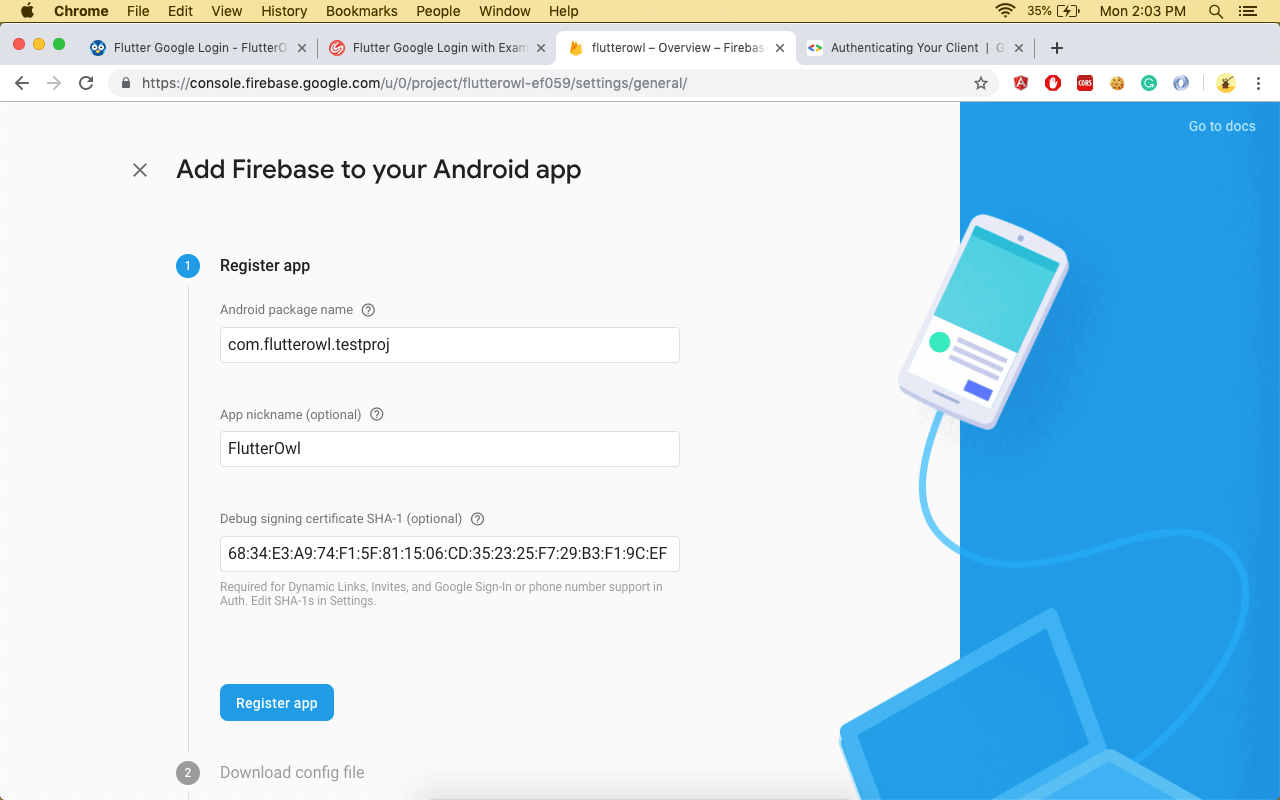 Chrome File Edit View History Bookmarks People Window Help 35% Mon 2:03 PM
Flutter Google Login - FlutterO Flutter Google Login with Exam flutterowl – Overview – Firebas Authenticating Your Client | G
https://console.firebase.google.com/u/0/project/flutterowl-ef059/settings/general/
CORS
Go to docs
Add Firebase to your Android app
1 Register app
Android package name ?
com.flutterowl.testproj
App nickname (optional) ?
FlutterOwl
Debug signing certificate SHA-1 (optional) ?
68:34:E3:A9:74:F1:5F:81:15:06:CD:35:23:25:F7:29:B3:F1:9C:EF
Required for Dynamic Links, Invites, and Google Sign-In or phone number support in
Auth. Edit SHA-1s in Settings.
Register app
2 Download config file